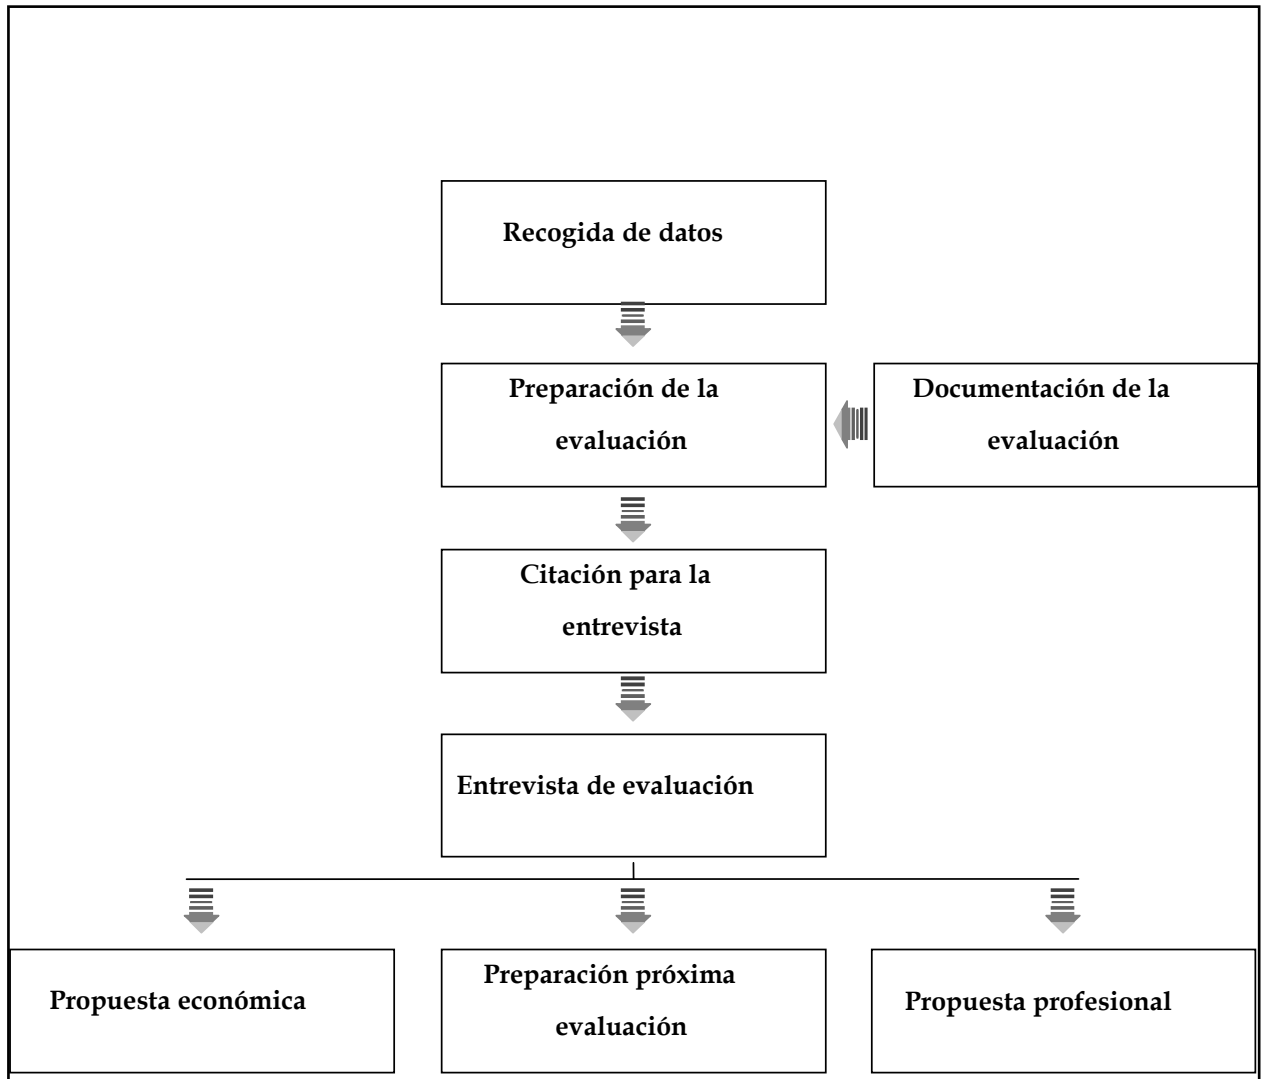 Recogida de datos
Preparación de la
evaluación
Documentación de la
evaluación
Citación para la
entrevista
Entrevista de evaluación
Propuesta económica
Preparación próxima
evaluación
Propuesta profesional